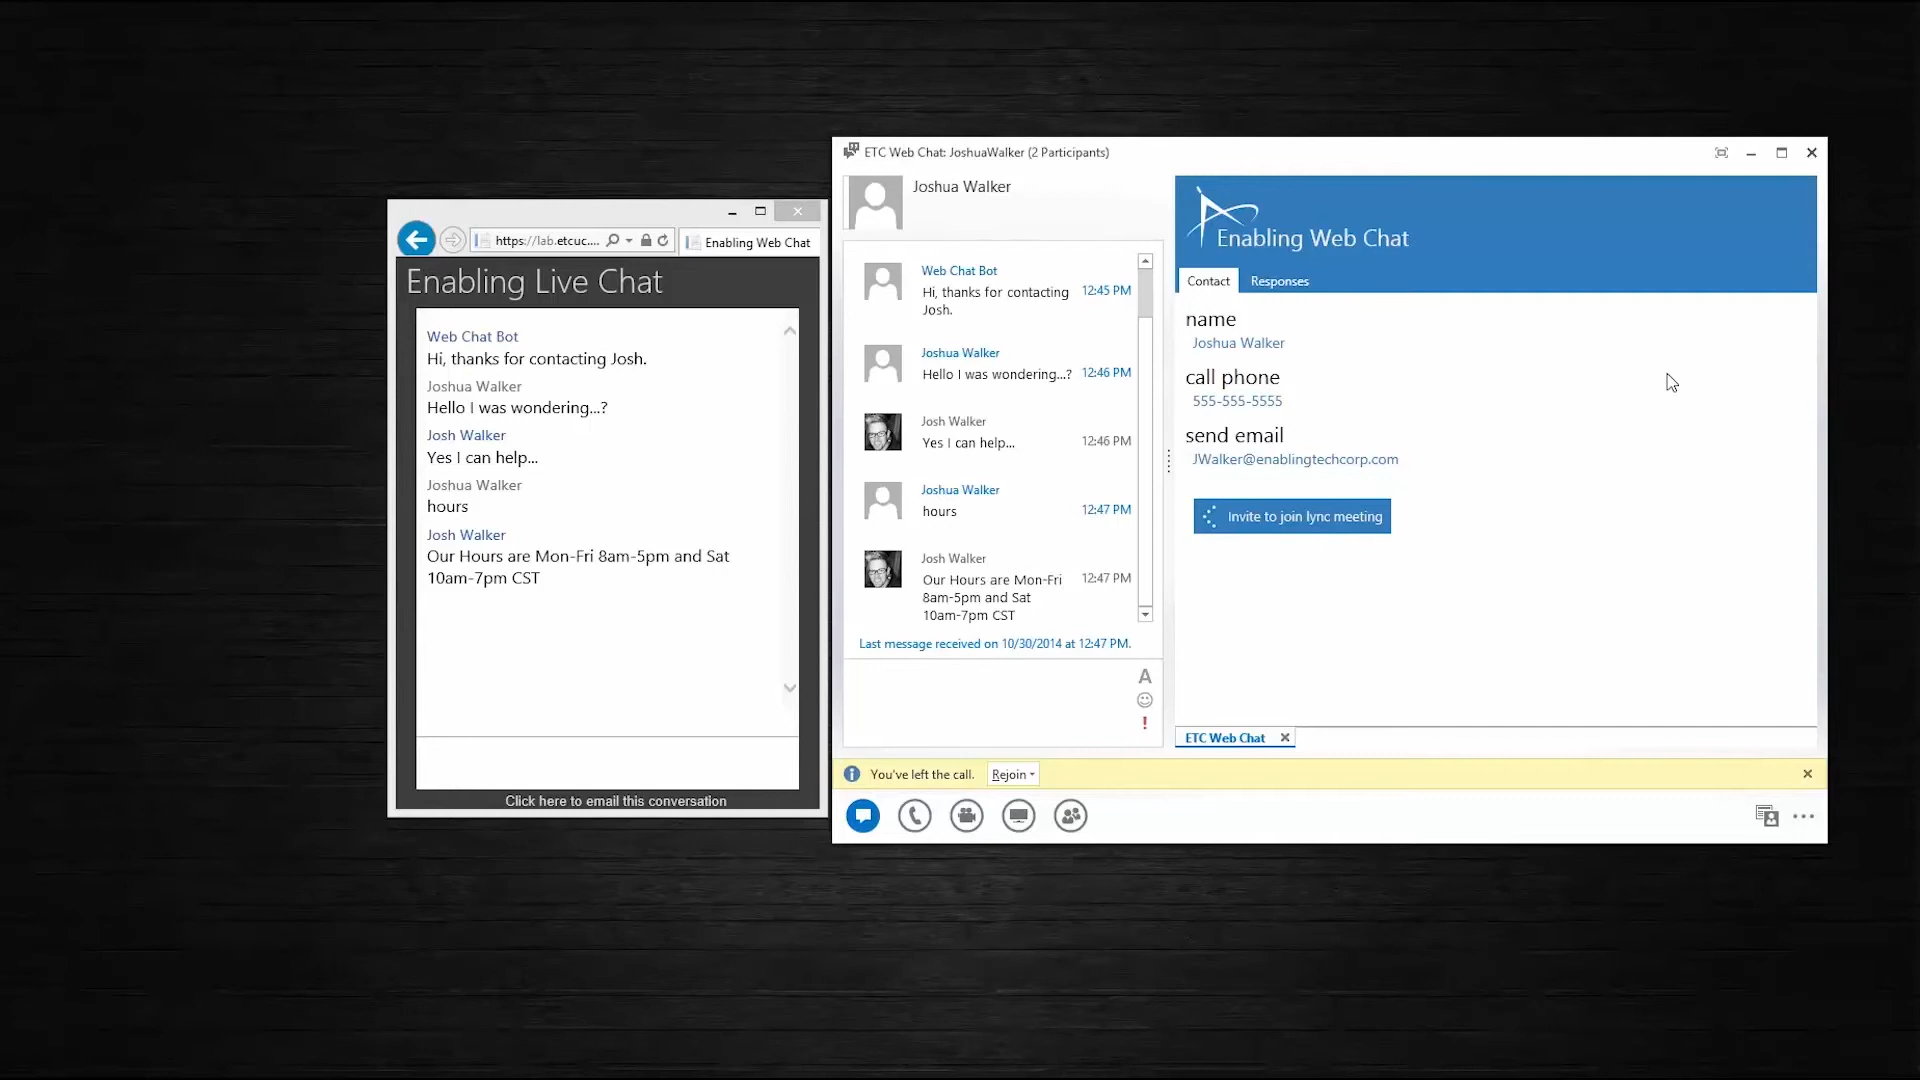 https://lab.etcuc....
Enabling Web Chat
Enabling Live Chat
Web Chat Bot
Hi, thanks for contacting Josh.
Joshua Walker
Hello I was wondering...?
Josh Walker
Yes I can help...
Joshua Walker
hours
Josh Walker
Our Hours are Mon-Fri 8am-5pm and Sat
10am-7pm CST
Click here to email this conversation
ETC Web Chat: JoshuaWalker (2 Participants)
Joshua Walker
Web Chat Bot
Hi, thanks for contacting 12:45 PM
Josh.
Joshua Walker
Hello I was wondering...? 12:46 PM
Josh Walker
Yes I can help... 12:46 PM
Joshua Walker
hours 12:47 PM
Josh Walker
Our Hours are Mon-Fri 12:47 PM
8am-5pm and Sat
10am-7pm CST
Last message received on 10/30/2014 at 12:47 PM.
A
!
Enabling Web Chat
Contact Responses
name
Joshua Walker
call phone
555-555-5555
send email
JWalker@enablingtechcorp.com
Invite to join lync meeting
ETC Web Chat
You've left the call. Rejoin